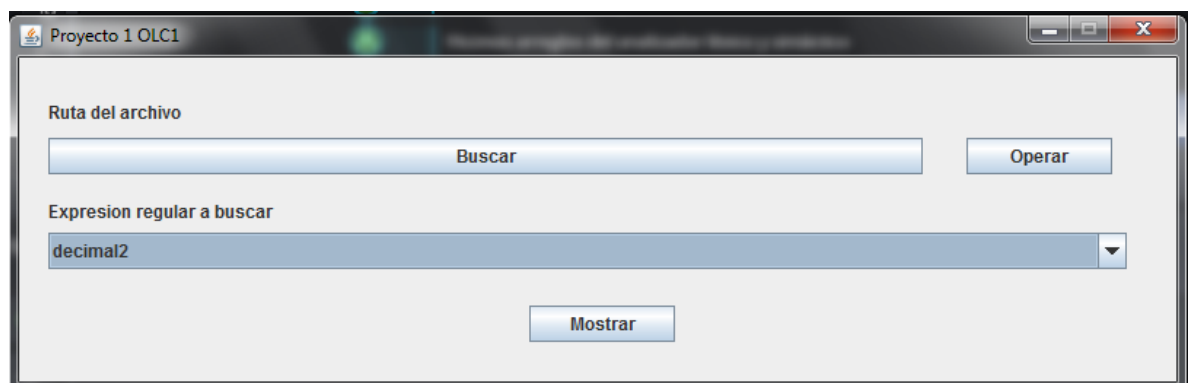 Proyecto 1 OLC1
Ruta del archivo
Buscar
Operar
Expresion regular a buscar
decimal2
Mostrar